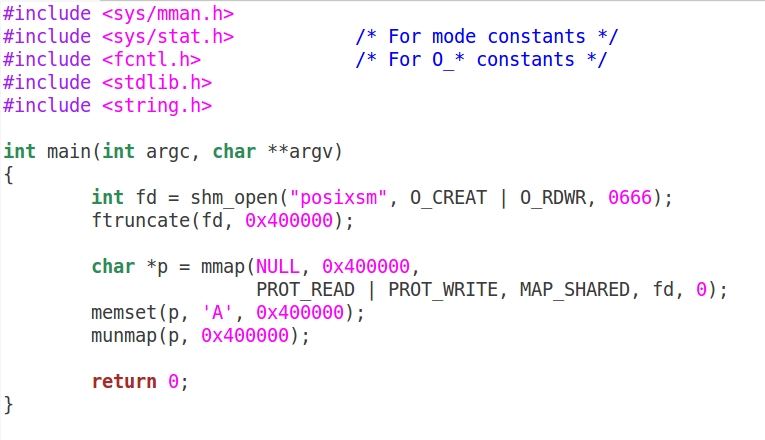 #include <sys/mman.h>
#include <sys/stat.h>           /* For mode constants */
#include <fcntl.h>              /* For O_* constants */
#include <stdlib.h>
#include <string.h>

int main(int argc, char **argv)
{
        int fd = shm_open("posixsm", O_CREAT | O_RDWR, 0666);
        ftruncate(fd, 0x400000);

        char *p = mmap(NULL, 0x400000,
                       PROT_READ | PROT_WRITE, MAP_SHARED, fd, 0);
        memset(p, 'A', 0x400000);
        munmap(p, 0x400000);

        return 0;
}